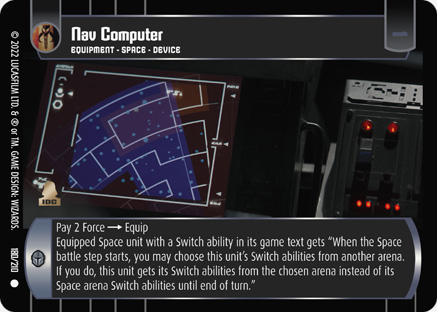 Nav Computer
EQUIPMENT • SPACE • DEVICE
© 2022 LUCASFILM LTD. & ® or TM. GAME DESIGN: WIZARDS.
180/210
IDC
Pay 2 Force → Equip
Equipped Space unit with a Switch ability in its game text gets “When the Space
battle step starts, you may choose this unit’s Switch abilities from another arena.
If you do, this unit gets its Switch abilities from the chosen arena instead of its
Space arena Switch abilities until end of turn.”